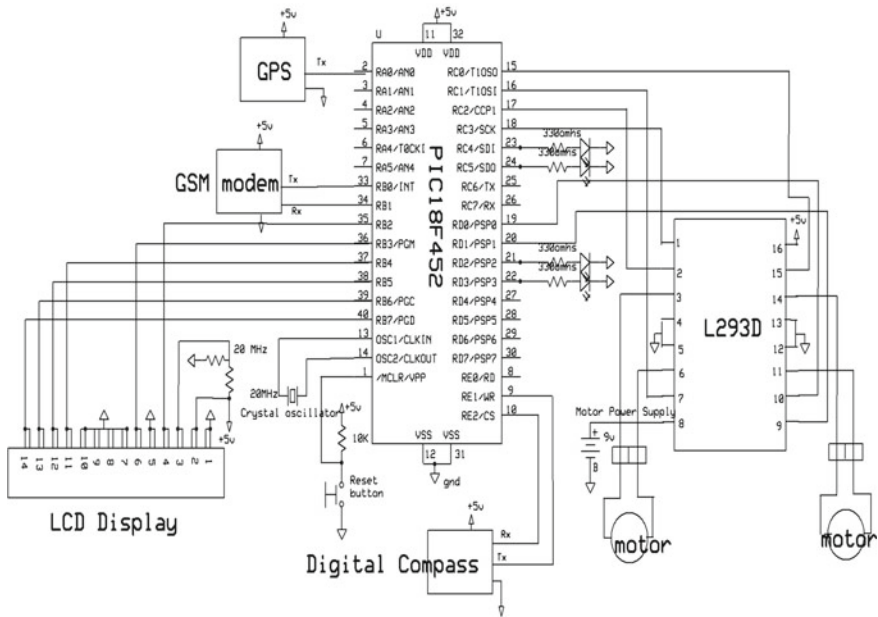 +5v
GPS
Tx
GSM modem
+5v
Tx
Rx
U
+5v
11 32
VDD VDD
PIC18F452
2 RA0/AN0
3 RA1/AN1
4 RA2/AN2
5 RA3/AN3
6 RA4/T0CKI
7 RA5/AN4
33 RB0/INT
34 RB1
35 RB2
36 RB3/PGM
37 RB4
38 RB5
39 RB6/PGC
40 RB7/PGD
13 OSC1/CLKIN
14 OSC2/CLKOUT
1 /MCLR/VPP
RC0/T1OSO 15
RC1/T1OSI 16
RC2/CCP1 17
RC3/SCK 18
RC4/SDI 23
RC5/SDO 24
RC6/TX 25
RC7/RX 26
RD0/PSP0 19
RD1/PSP1 20
RD2/PSP2 21
RD3/PSP3 22
RD4/PSP4 27
RD5/PSP5 28
RD6/PSP6 29
RD7/PSP7 30
RE0/RD 8
RE1/WR 9
RE2/CS 10
VSS VSS
12 31
gnd
330omhs
330omhs
330omhs
330omhs
20 MHz
+5v
20MHz
Crystal oscillator
+5v
10K
Reset
button
14 13 12 11 10 9 8 7 6 5 4 3 2 1
LCD Display
+5v
Digital Compass
Rx
Tx
L293D
+5v
1 16
2 15
3 14
4 13
5 12
6 11
7 10
8 9
Motor Power Supply
+
9v
B
motor
motor